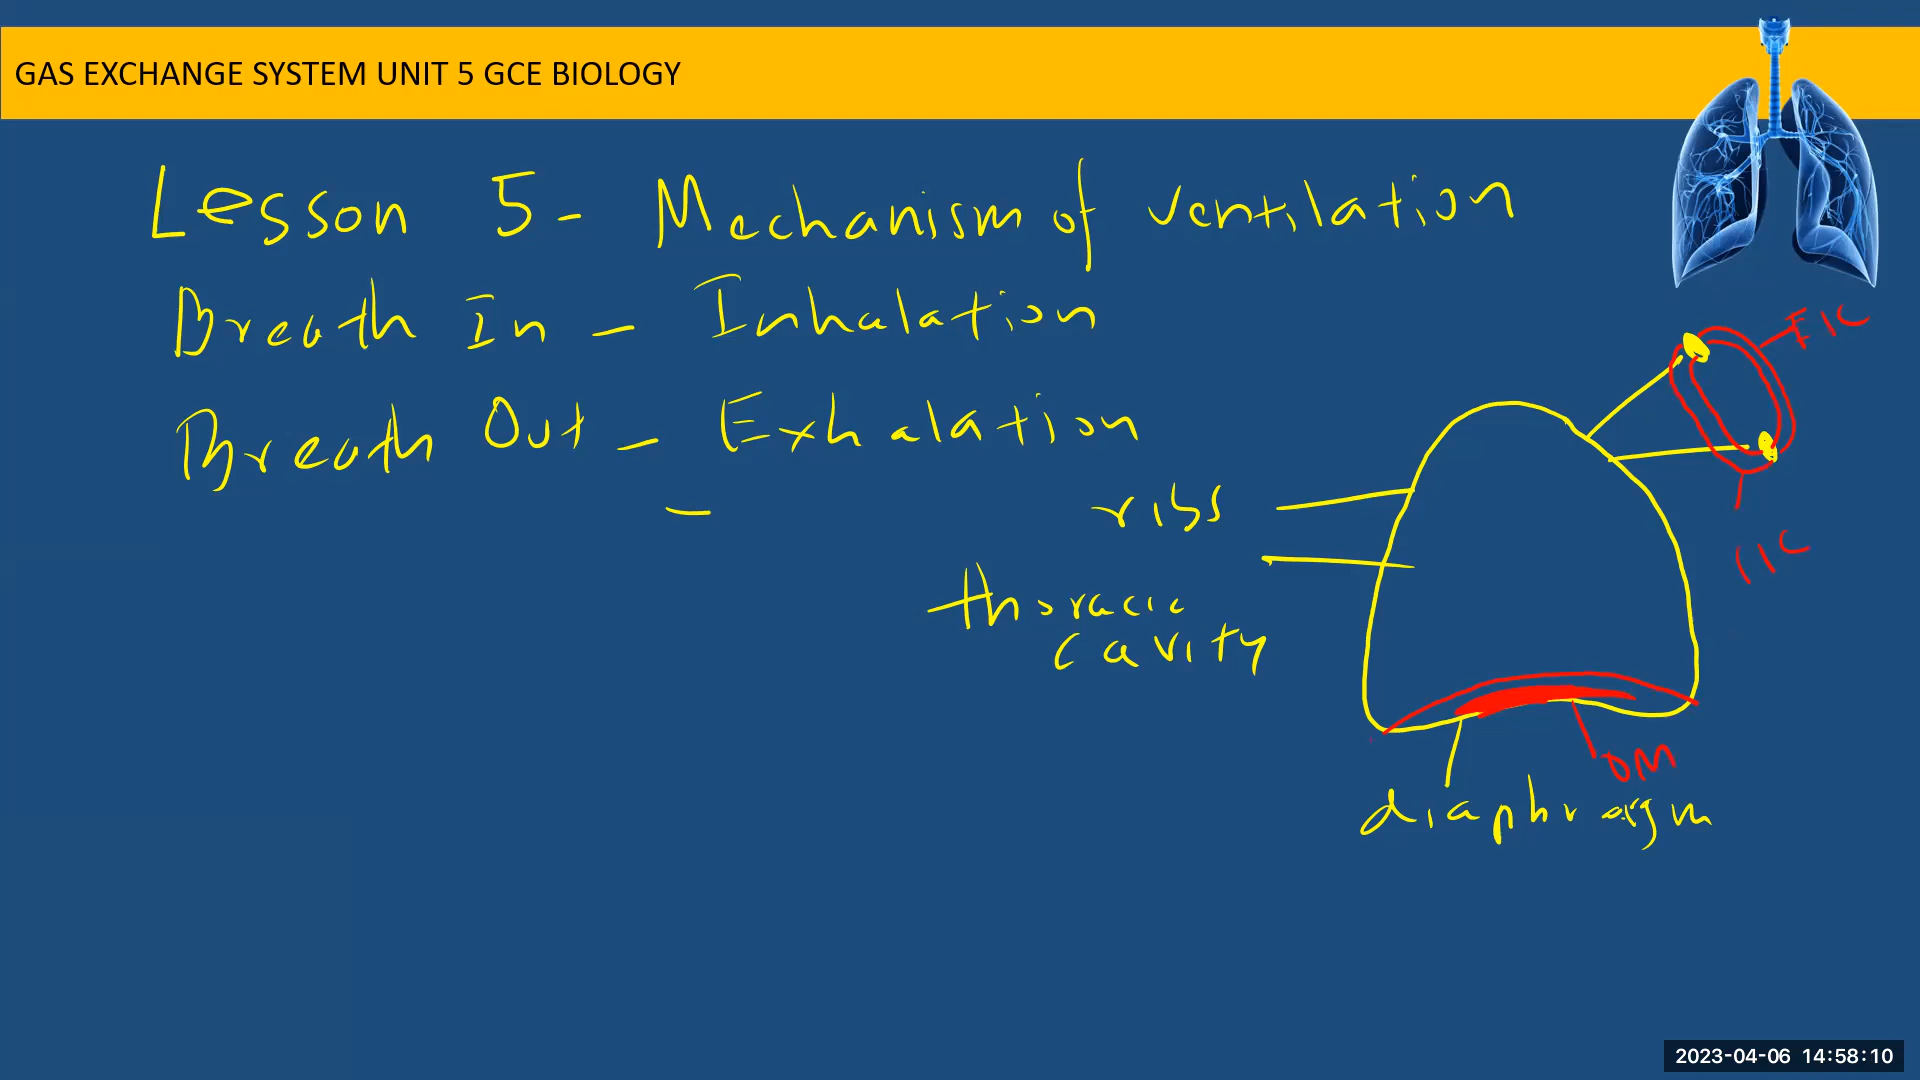 GAS EXCHANGE SYSTEM UNIT 5 GCE BIOLOGY
Lesson 5 - Mechanism of ventilation
Breath In - Inhalation
EIC
Breath Out - Exhalation
-
ribs
IIC
thoracic
cavity
DM
diaphragm
2023-04-06 14:58:10